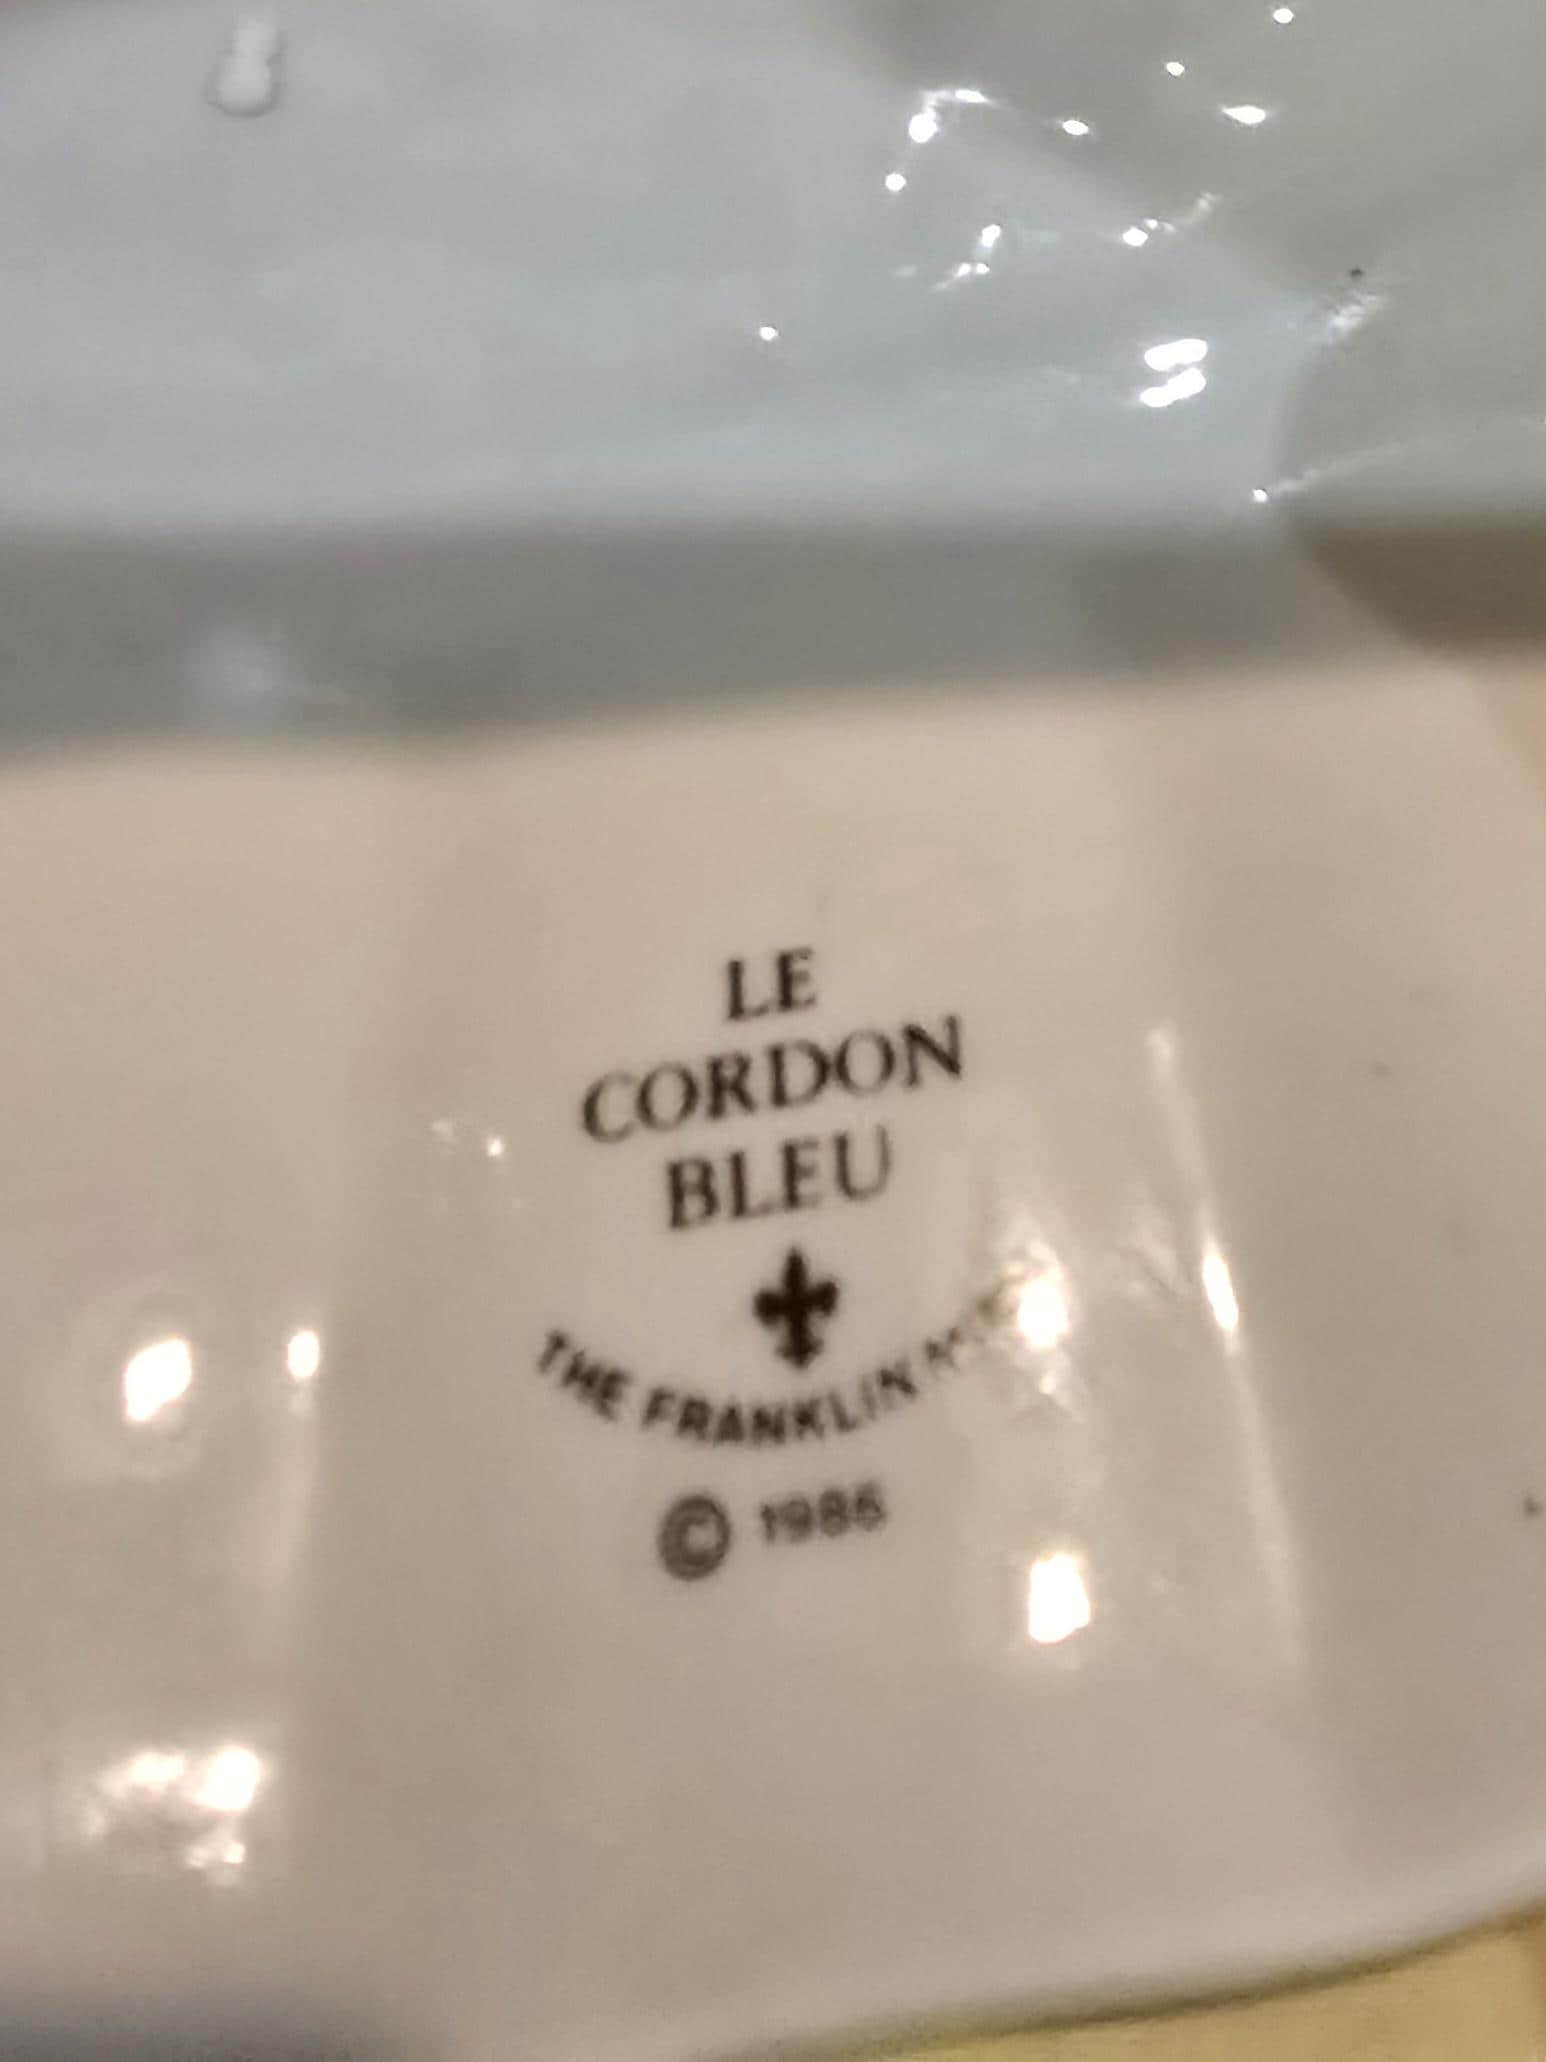 LE
CORDON
BLEU
THE FRANKLIN
© 1986